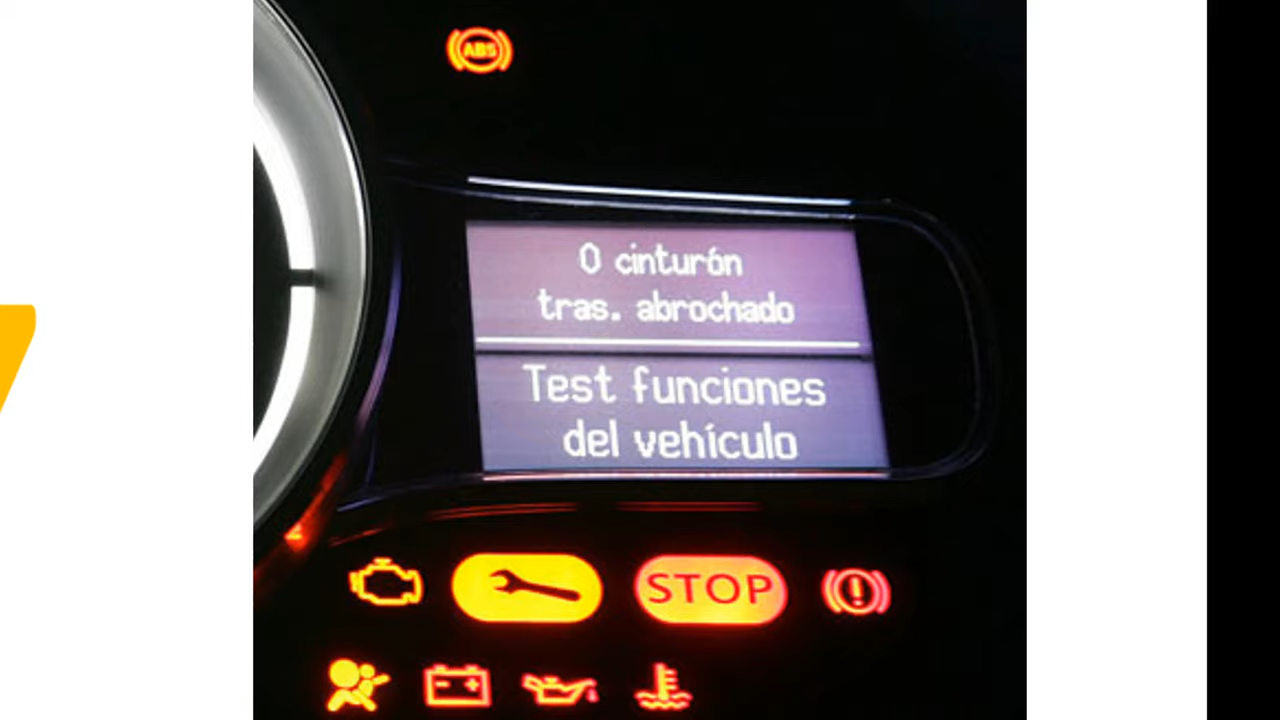 ABS
0 cinturón
tras. abrochado
Test funciones
del vehículo
STOP